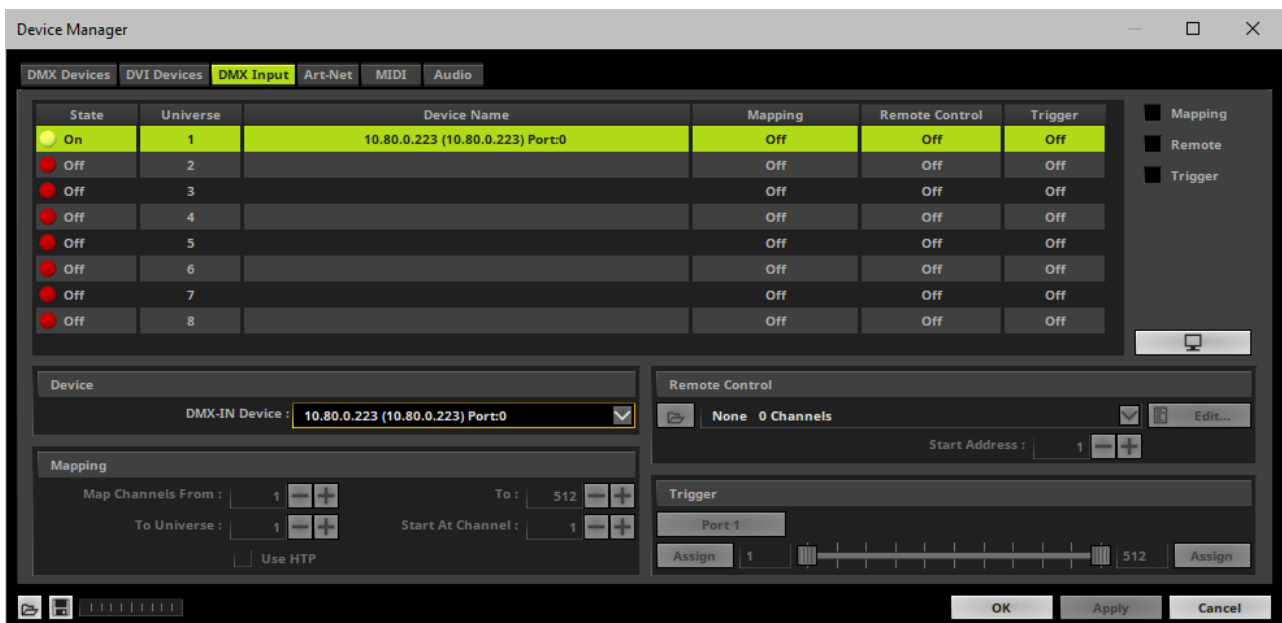 Device Manager
DMX Devices DVI Devices DMX Input Art-Net MIDI Audio
State Universe Device Name Mapping Remote Control Trigger
On 1 10.80.0.223 (10.80.0.223) Port:0 Off Off Off
Off 2 Off Off Off
Off 3 Off Off Off
Off 4 Off Off Off
Off 5 Off Off Off
Off 6 Off Off Off
Off 7 Off Off Off
Off 8 Off Off Off
Mapping
Remote
Trigger
Device
DMX-IN Device : 10.80.0.223 (10.80.0.223) Port:0
Mapping
Map Channels From : 1 To : 512
To Universe : 1 Start At Channel : 1
Use HTP
Remote Control
None 0 Channels Edit...
Start Address : 1
Trigger
Port 1
Assign 1 512 Assign
OK Apply Cancel